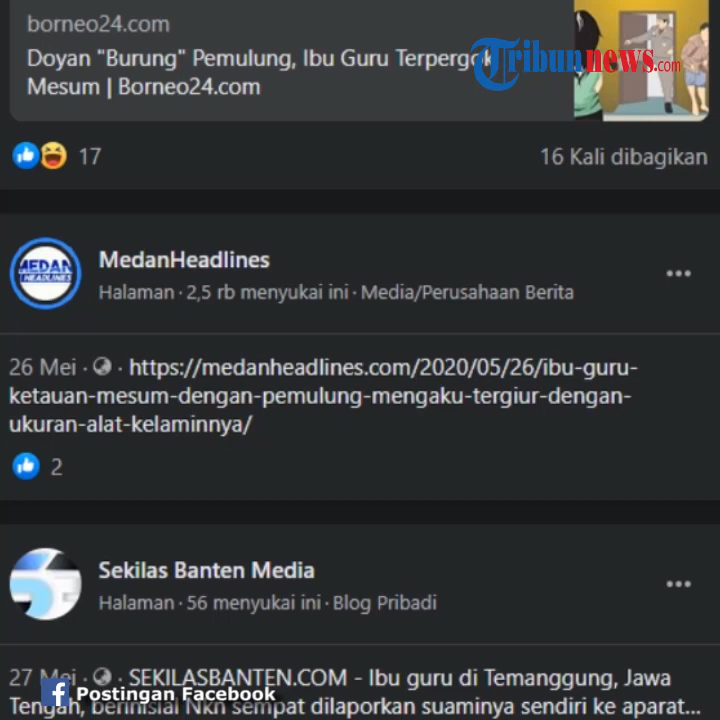 borneo24.com
Doyan "Burung" Pemulung, Ibu Guru Terpergok
Mesum | Borneo24.com
Tribunnews.com
17
16 Kali dibagikan
MEDAN
HEADLINES
MedanHeadlines
Halaman · 2,5 rb menyukai ini · Media/Perusahaan Berita
26 Mei · https://medanheadlines.com/2020/05/26/ibu-guru-
ketauan-mesum-dengan-pemulung-mengaku-tergiur-dengan-
ukuran-alat-kelaminnya/
2
Sekilas Banten Media
Halaman · 56 menyukai ini · Blog Pribadi
27 Mei · SEKILASBANTEN.COM - Ibu guru di Temanggung, Jawa
Tengah, berinisial Nkn sempat dilaporkan suaminya sendiri ke aparat...
f Postingan Facebook